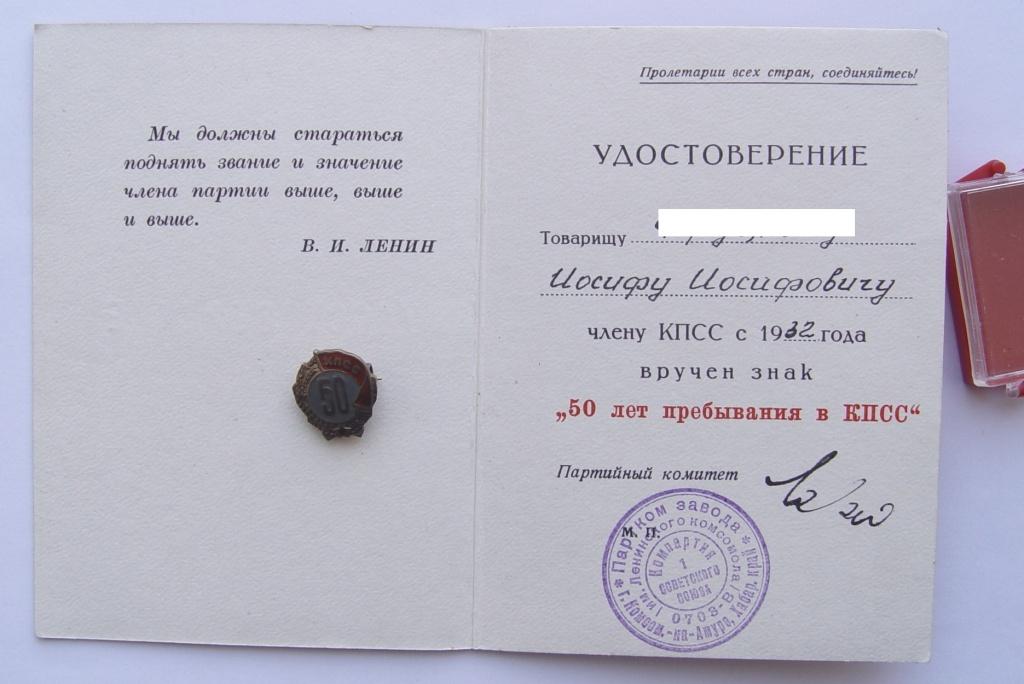 Мы должны стараться
поднять звание и значение
члена партии выше, выше
и выше.
В. И. ЛЕНИН
КПСС
50
Пролетарии всех стран, соединяйтесь!
УДОСТОВЕРЕНИЕ
Товарищу
Иосифу Иосифовичу
члену КПСС с 1932 года
вручен знак
„50 лет пребывания в КПСС“
Партийный комитет
М. П.
* Партком завода *
им. Ленинского комсомола
г. Комсом.-на-Амуре, Хабар. край
0703-В
Компартия
1
СОВЕТСКОГО
СОЮЗА